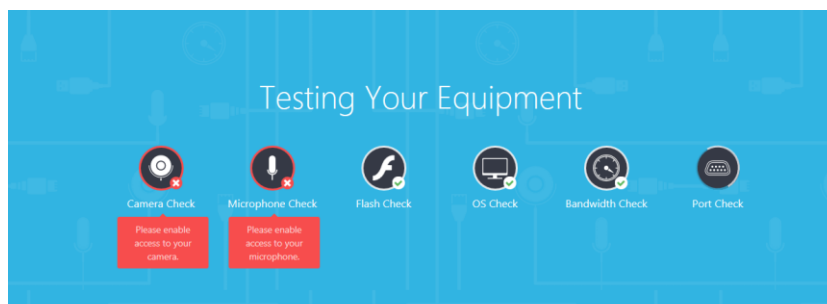 Testing Your Equipment
Camera Check
Microphone Check
Flash Check
OS Check
Bandwidth Check
Port Check
Please enable
access to your
camera.
Please enable
access to your
microphone.